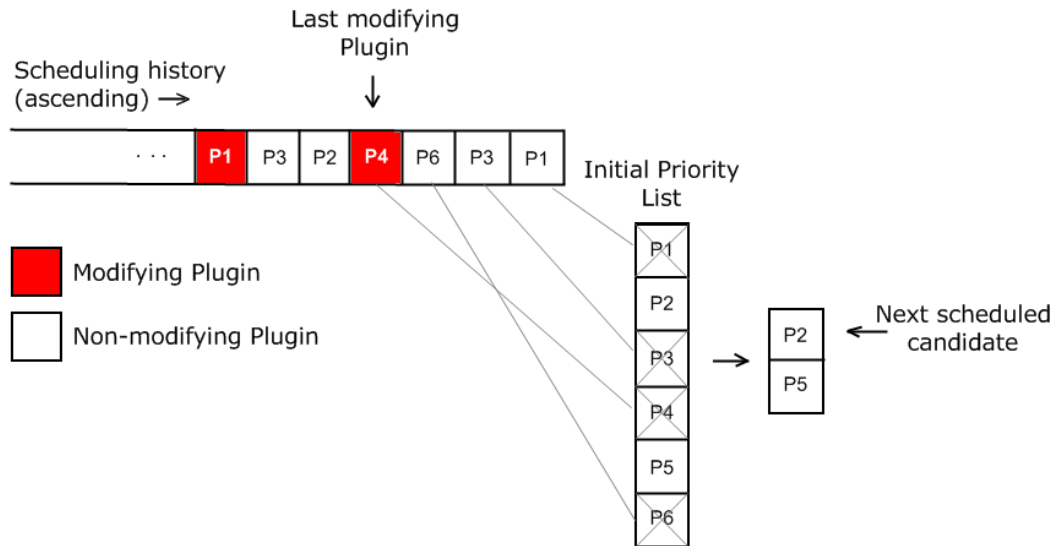 Last modifying
Plugin
Scheduling history
(ascending)
. . . P1 P3 P2 P4 P6 P3 P1
Initial Priority
List
P1
P2
P3
P4
P5
P6
Modifying Plugin
Non-modifying Plugin
P2
P5
Next scheduled
candidate